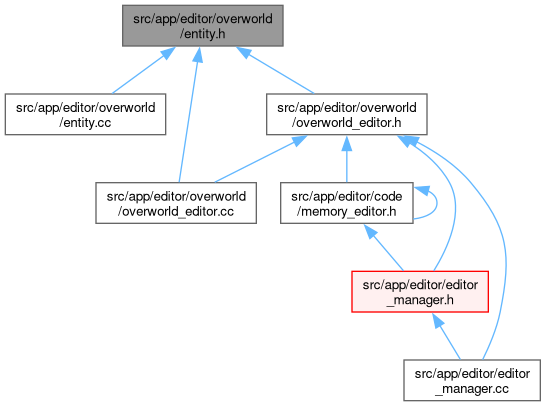 src/app/editor/overworld
/entity.h
src/app/editor/overworld
/entity.cc
src/app/editor/overworld
/overworld_editor.h
src/app/editor/overworld
/overworld_editor.cc
src/app/editor/code
/memory_editor.h
src/app/editor/editor
_manager.h
src/app/editor/editor
_manager.cc